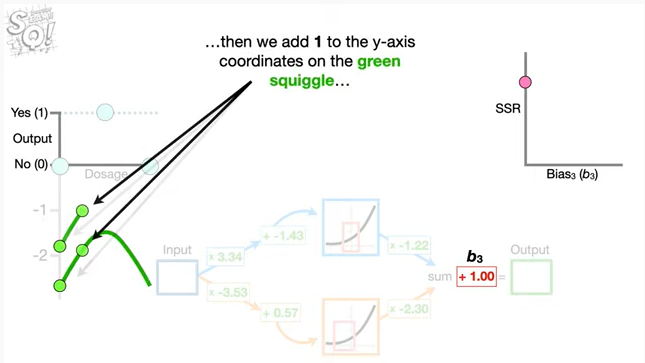 SQ!
...then we add 1 to the y-axis
coordinates on the green
squiggle...
Yes (1)
Output
No (0)
Dosage
-1
-2
SSR
Bias₃ (b₃)
Input
x 3.34
+ -1.43
x -1.22
x -3.53
+ 0.57
x -2.30
b₃
sum + 1.00 =
Output